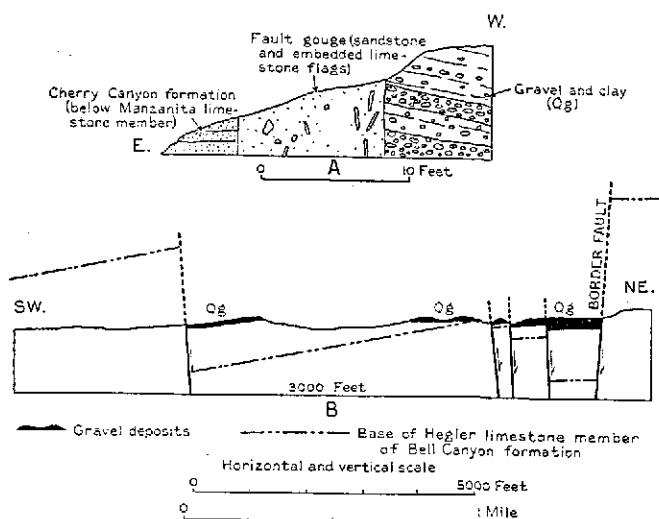 W.
Fault gouge (sandstone
and embedded lime-
stone flags)
Cherry Canyon formation
(below Manzanita lime-
stone member)
Gravel and clay
(Qg)
E.
A
0 10 Feet
BORDER FAULT
SW.
Qg
Qg
Qg
NE.
3000 Feet
B
Gravel deposits
Base of Hegler limestone member
of Bell Canyon formation
Horizontal and vertical scale
0 5000 Feet
0 1 Mile